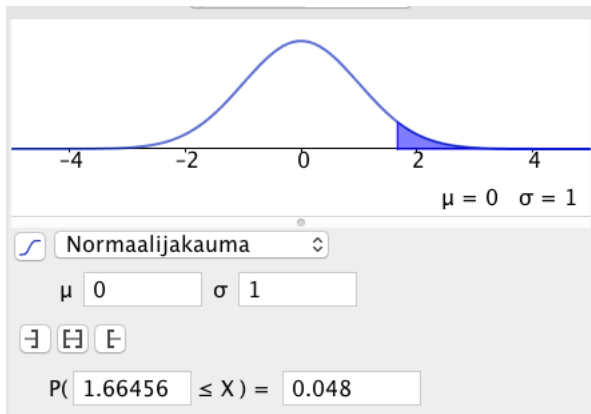 -4 -2 0 2 4
μ = 0 σ = 1
Normaalijakauma
μ 0 σ 1
P( 1.66456 ≤ X ) = 0.048